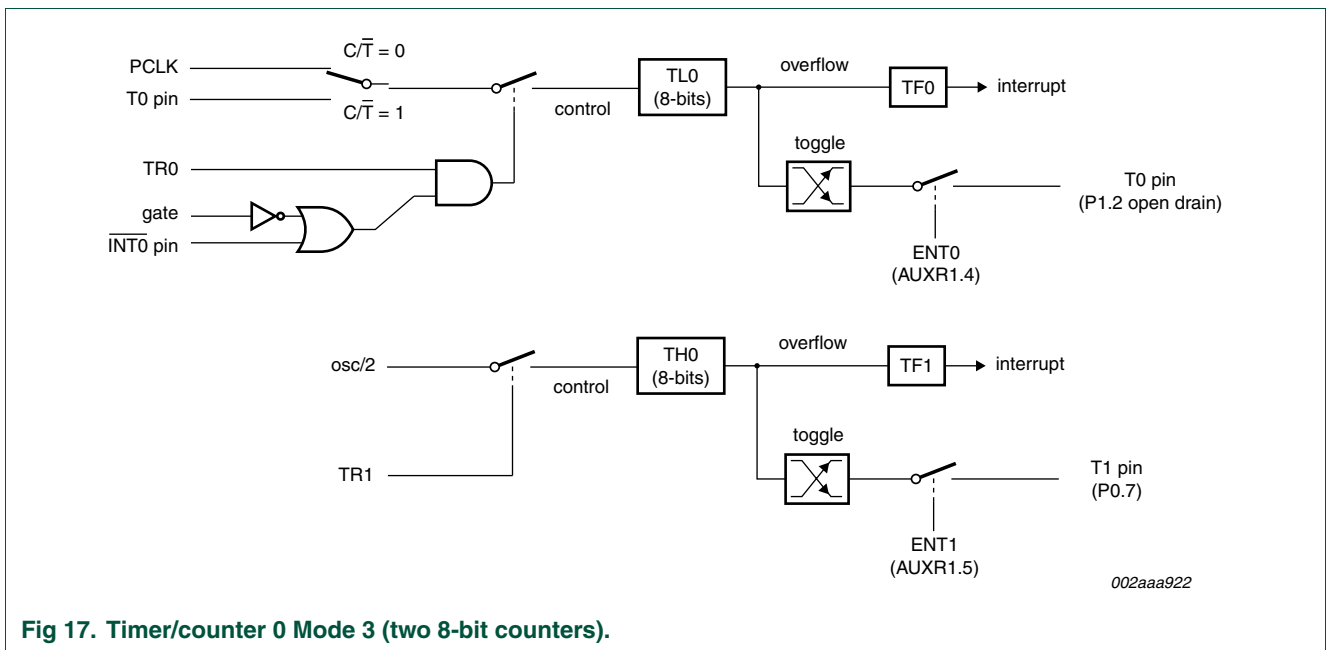 C/T̅ = 0
PCLK
T0 pin
C/T̅ = 1
control
TL0
(8-bits)
overflow
TF0
interrupt
toggle
T0 pin
(P1.2 open drain)
ENT0
(AUXR1.4)
TR0
gate
I̅N̅T̅0̅ pin
osc/2
control
TR1
TH0
(8-bits)
overflow
TF1
interrupt
toggle
T1 pin
(P0.7)
ENT1
(AUXR1.5)
002aaa922
Fig 17. Timer/counter 0 Mode 3 (two 8-bit counters).